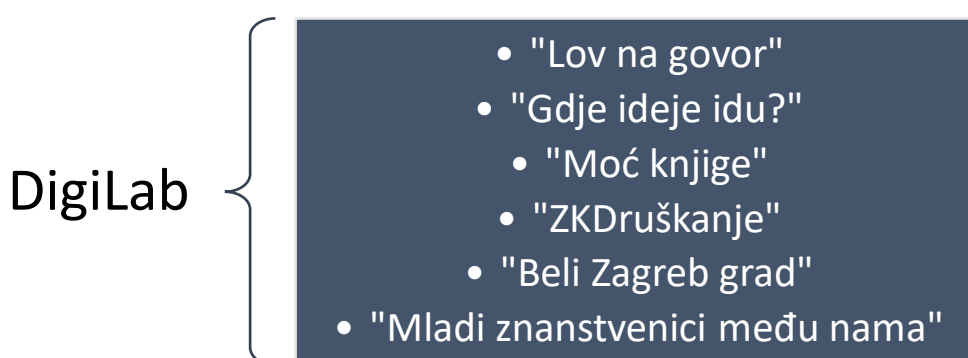 DigiLab
• "Lov na govor"
• "Gdje ideje idu?"
• "Moć knjige"
• "ZKDruškanje"
• "Beli Zagreb grad"
• "Mladi znanstvenici među nama"